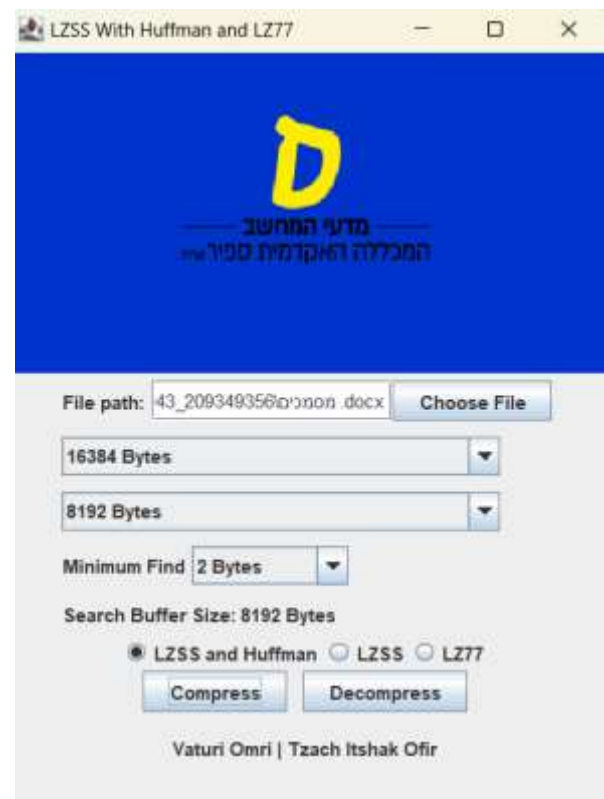 LZSS With Huffman and LZ77
ס
מדעי המחשב
המכללה האקדמית ספיר
File path: 43_209349356\מסמכים .docx Choose File
16384 Bytes
8192 Bytes
Minimum Find 2 Bytes
Search Buffer Size: 8192 Bytes
LZSS and Huffman LZSS LZ77
Compress Decompress
Vaturi Omri | Tzach Itshak Ofir